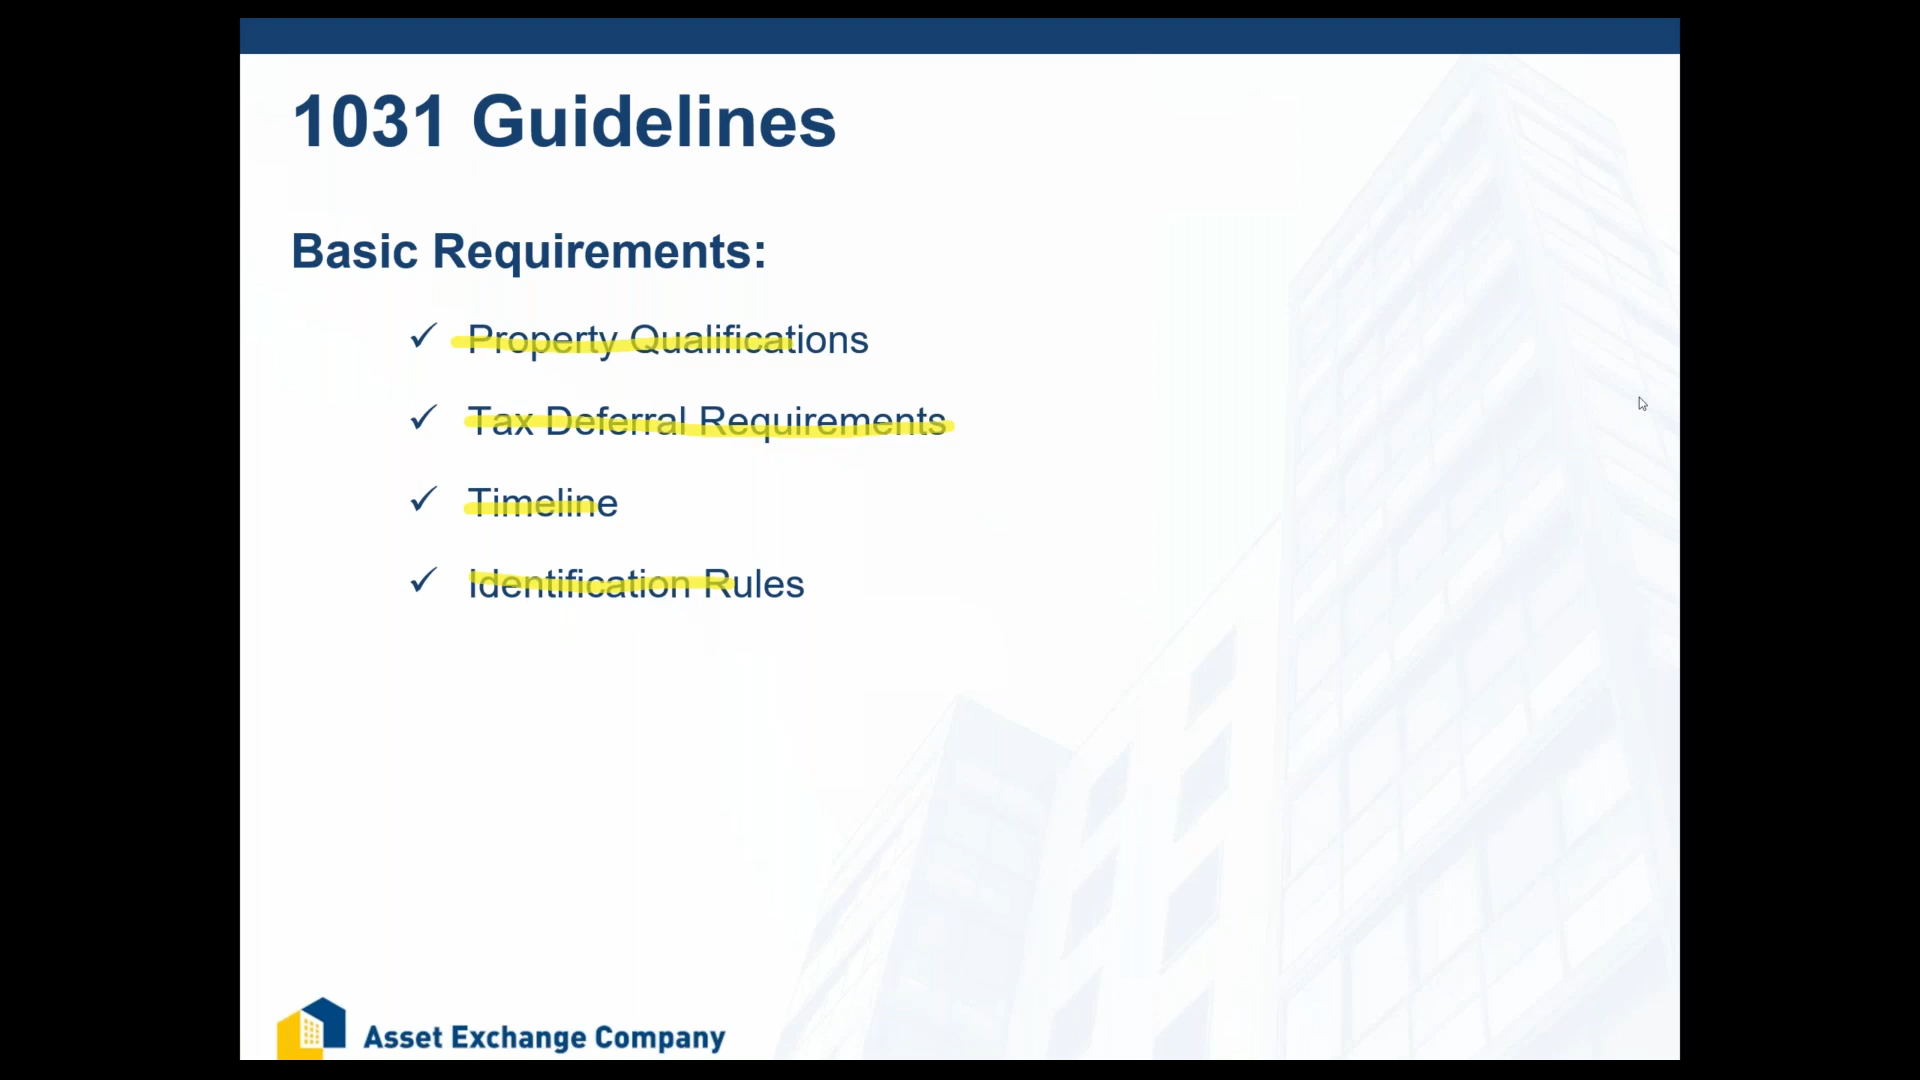 1031 Guidelines
Basic Requirements:
✓ Property Qualifications
✓ Tax Deferral Requirements
✓ Timeline
✓ Identification Rules
Asset Exchange Company